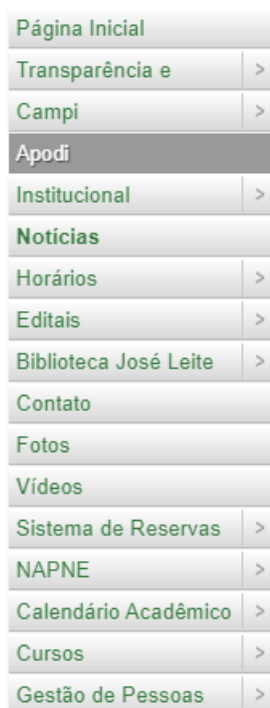 Página Inicial
Transparência e >
Campi >
Apodi
Institucional >
Notícias
Horários >
Editais >
Biblioteca José Leite >
Contato
Fotos
Vídeos
Sistema de Reservas >
NAPNE >
Calendário Acadêmico >
Cursos >
Gestão de Pessoas >